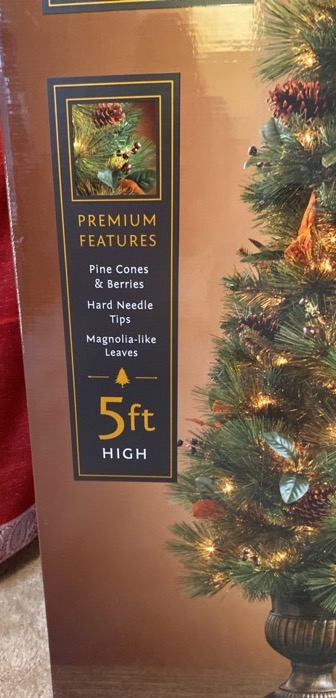 PREMIUM
FEATURES
Pine Cones
& Berries
Hard Needle
Tips
Magnolia-like
Leaves
5ft
HIGH